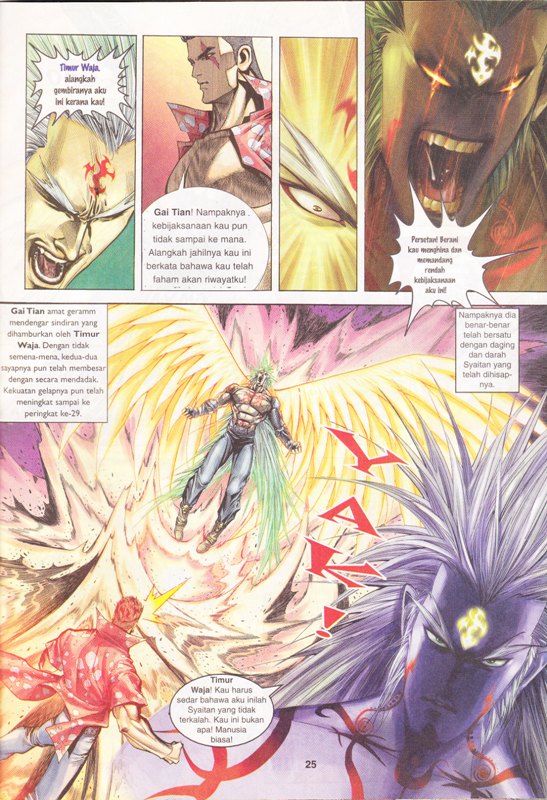 Timur Waja,
alangkah
gembiranya aku
ini kerana kau!
Gai Tian! Nampaknya
kebijaksanaan kau pun
tidak sampai ke mana.
Alangkah jahilnya kau ini
berkata bahawa kau telah
faham akan riwayatku!
Persetan! Berani
kau menghina dan
memandang
rendah
kebijaksanaan
aku ini!
Gai Tian amat geramm
mendengar sindiran yang
dihamburkan oleh Timur
Waja. Dengan tidak
semena-mena, kedua-dua
sayapnya pun telah membesar
dengan secara mendadak.
Kekuatan gelapnya pun telah
meningkat sampai ke
peringkat ke-29.
Nampaknya dia
benar-benar
telah bersatu
dengan daging
dan darah
Syaitan yang
telah dihisap-
nya.
YAK!
Timur
Waja! Kau harus
sedar bahawa aku inilah
Syaitan yang tidak
terkalah. Kau ini bukan
apa! Manusia
biasa!
25